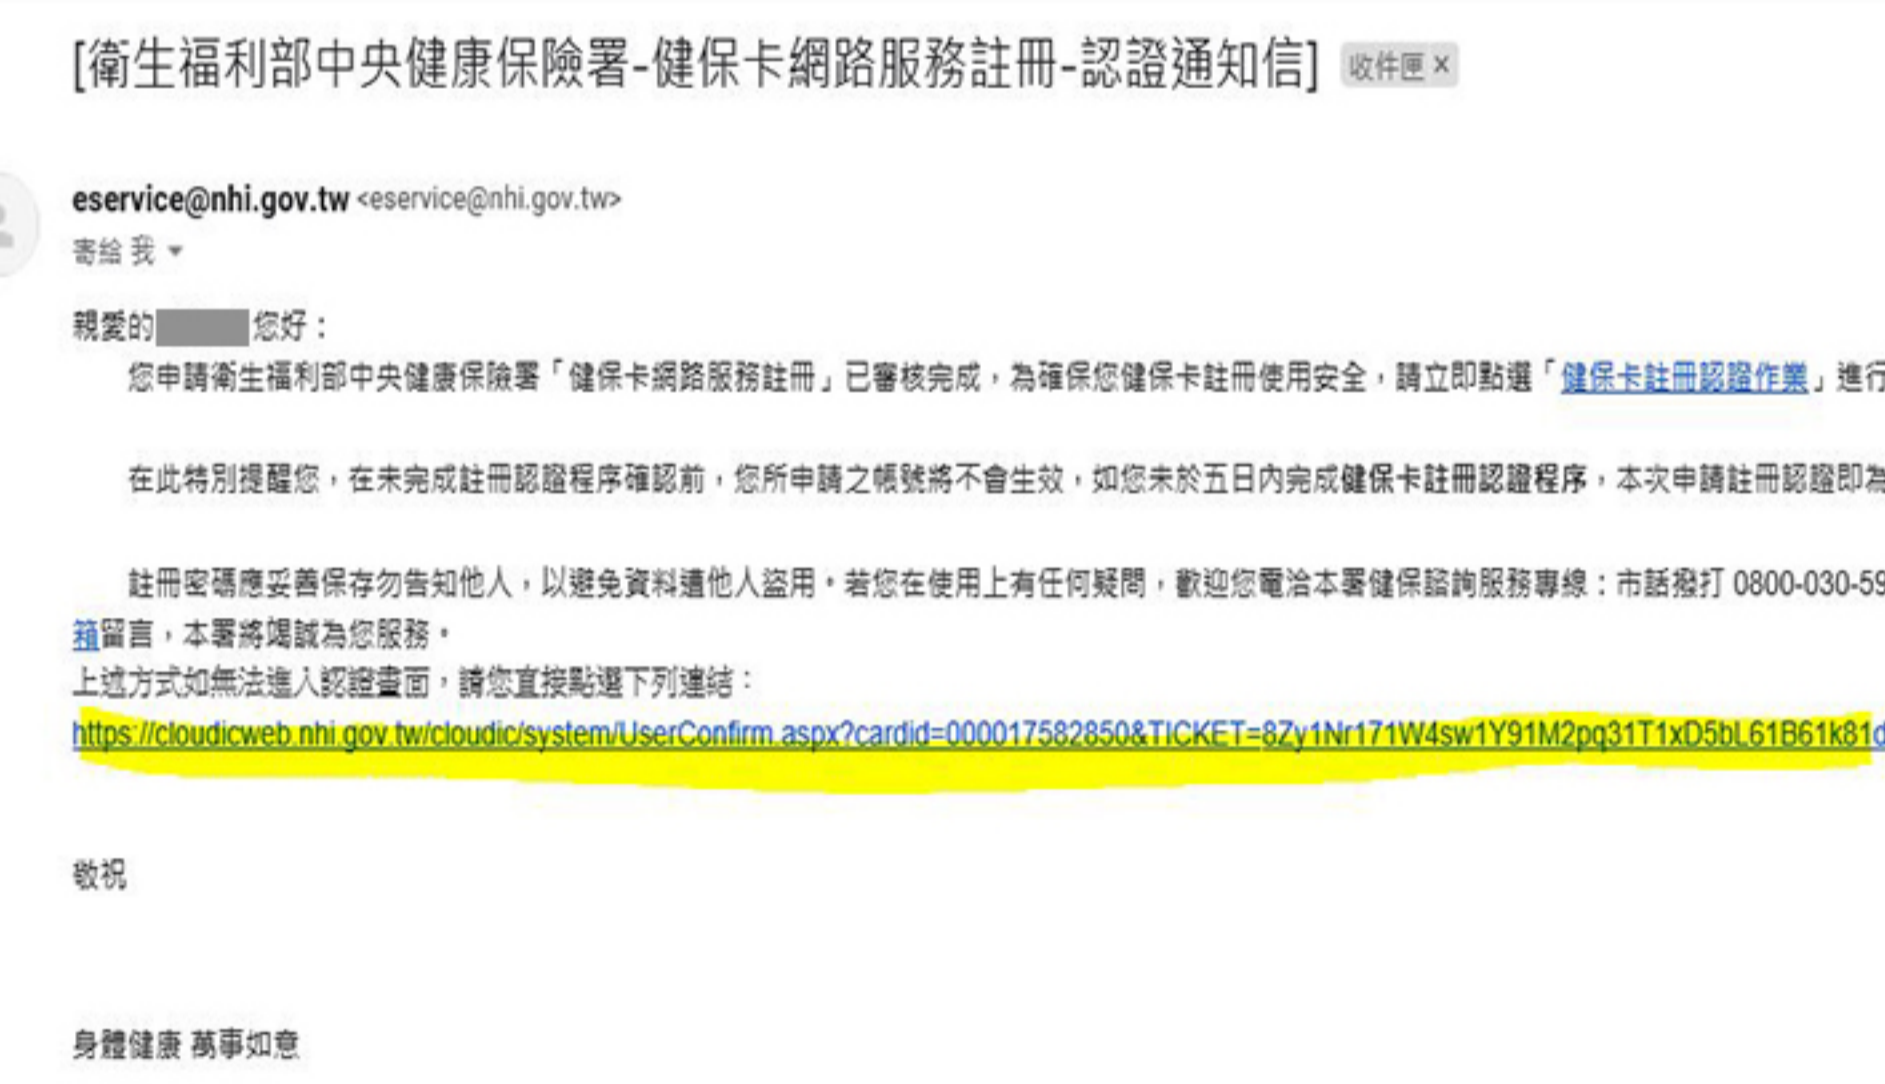 [衛生福利部中央健康保險署-健保卡網路服務註冊-認證通知信] 收件匣 ×
eservice@nhi.gov.tw <eservice@nhi.gov.tw>
寄給 我
親愛的 您好：
您申請衛生福利部中央健康保險署「健保卡網路服務註冊」已審核完成，為確保您健保卡註冊使用安全，請立即點選「健保卡註冊認證作業」進行
在此特別提醒您，在未完成註冊認證程序確認前，您所申請之帳號將不會生效，如您未於五日內完成健保卡註冊認證程序，本次申請註冊認證即為
註冊密碼應妥善保存勿告知他人，以避免資料遭他人盜用。若您在使用上有任何疑問，歡迎您電洽本署健保諮詢服務專線：市話撥打 0800-030-59
箱留言，本署將竭誠為您服務。
上述方式如無法進入認證畫面，請您直接點選下列連結：
https://cloudicweb.nhi.gov.tw/cloudic/system/UserConfirm.aspx?cardid=000017582850&TICKET=8Zy1Nr171W4sw1Y91M2pq31T1xD5bL61B61k81d
敬祝
身體健康 萬事如意